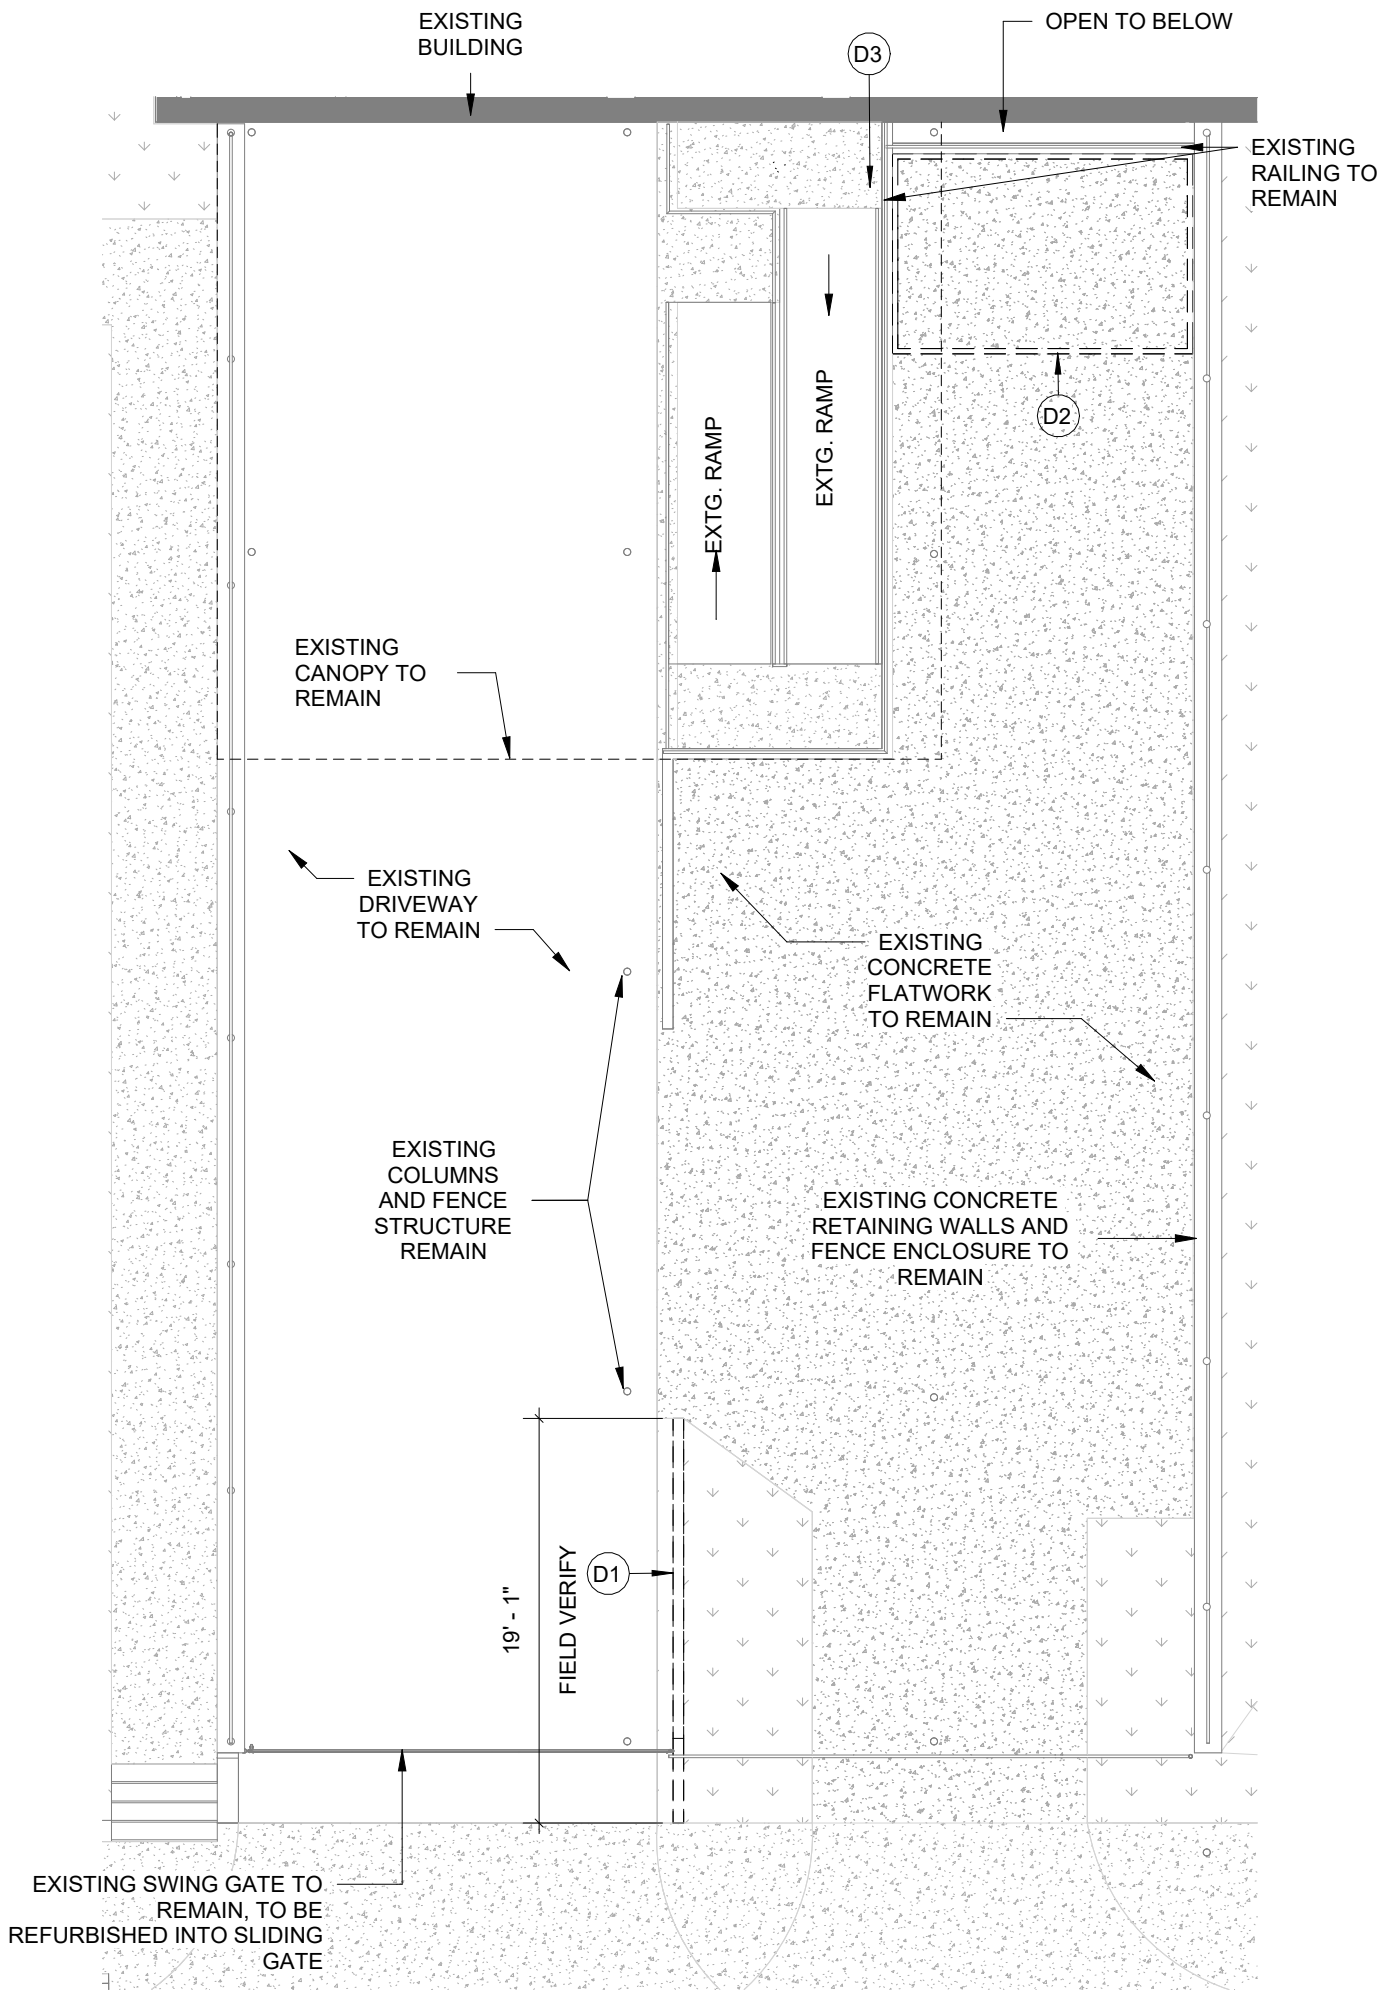 EXISTING
BUILDING
OPEN TO BELOW
D3
EXISTING
RAILING TO
REMAIN
D2
EXTG. RAMP
EXTG. RAMP
EXISTING
CANOPY TO
REMAIN
EXISTING
DRIVEWAY
TO REMAIN
EXISTING
CONCRETE
FLATWORK
TO REMAIN
EXISTING
COLUMNS
AND FENCE
STRUCTURE
REMAIN
EXISTING CONCRETE
RETAINING WALLS AND
FENCE ENCLOSURE TO
REMAIN
19' - 1"
FIELD VERIFY
D1
EXISTING SWING GATE TO
REMAIN, TO BE
REFURBISHED INTO SLIDING
GATE